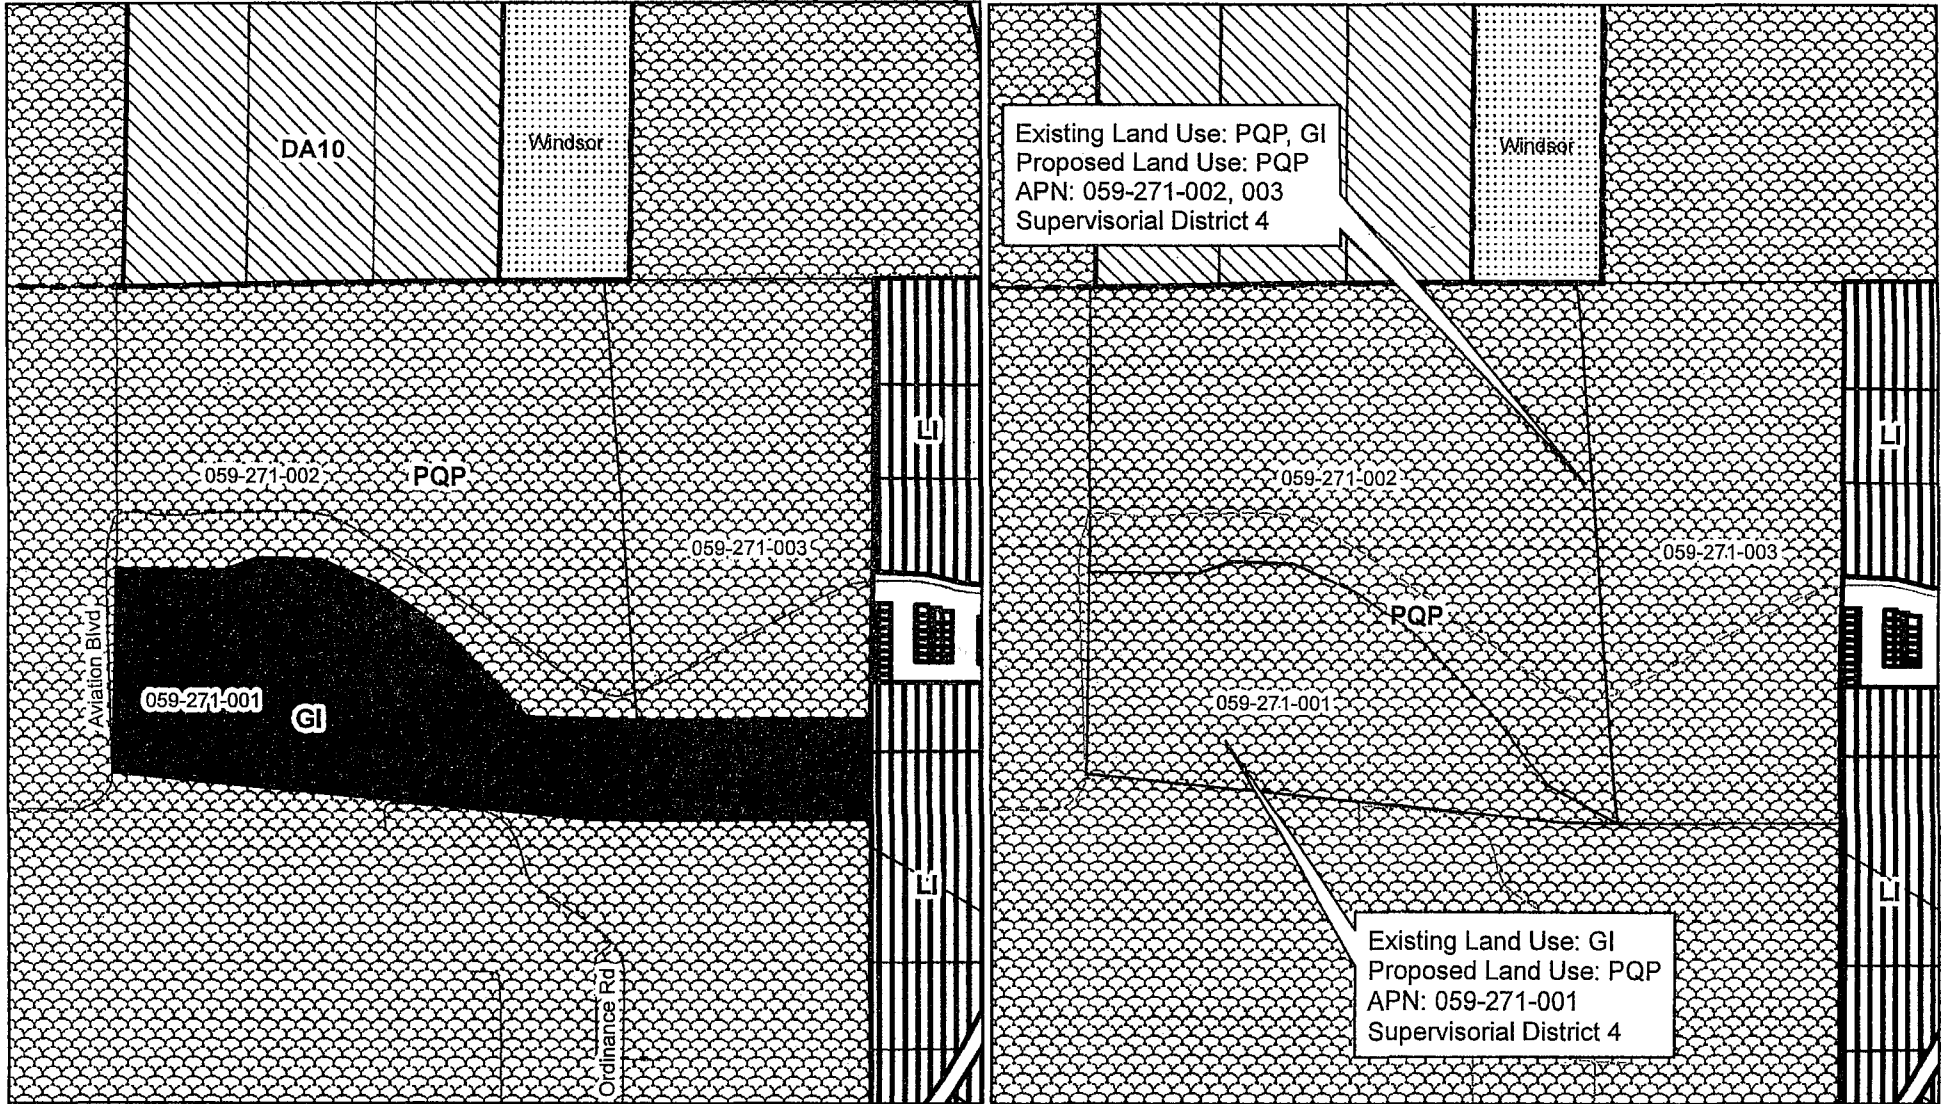 DA10
Windsor
LI
059-271-002
PQP
059-271-003
Aviation Blvd
059-271-001
GI
LI
Ordinance Rd
Existing Land Use: PQP, GI
Proposed Land Use: PQP
APN: 059-271-002, 003
Supervisorial District 4
Windsor
LI
059-271-002
059-271-003
PQP
059-271-001
LI
Existing Land Use: GI
Proposed Land Use: PQP
APN: 059-271-001
Supervisorial District 4